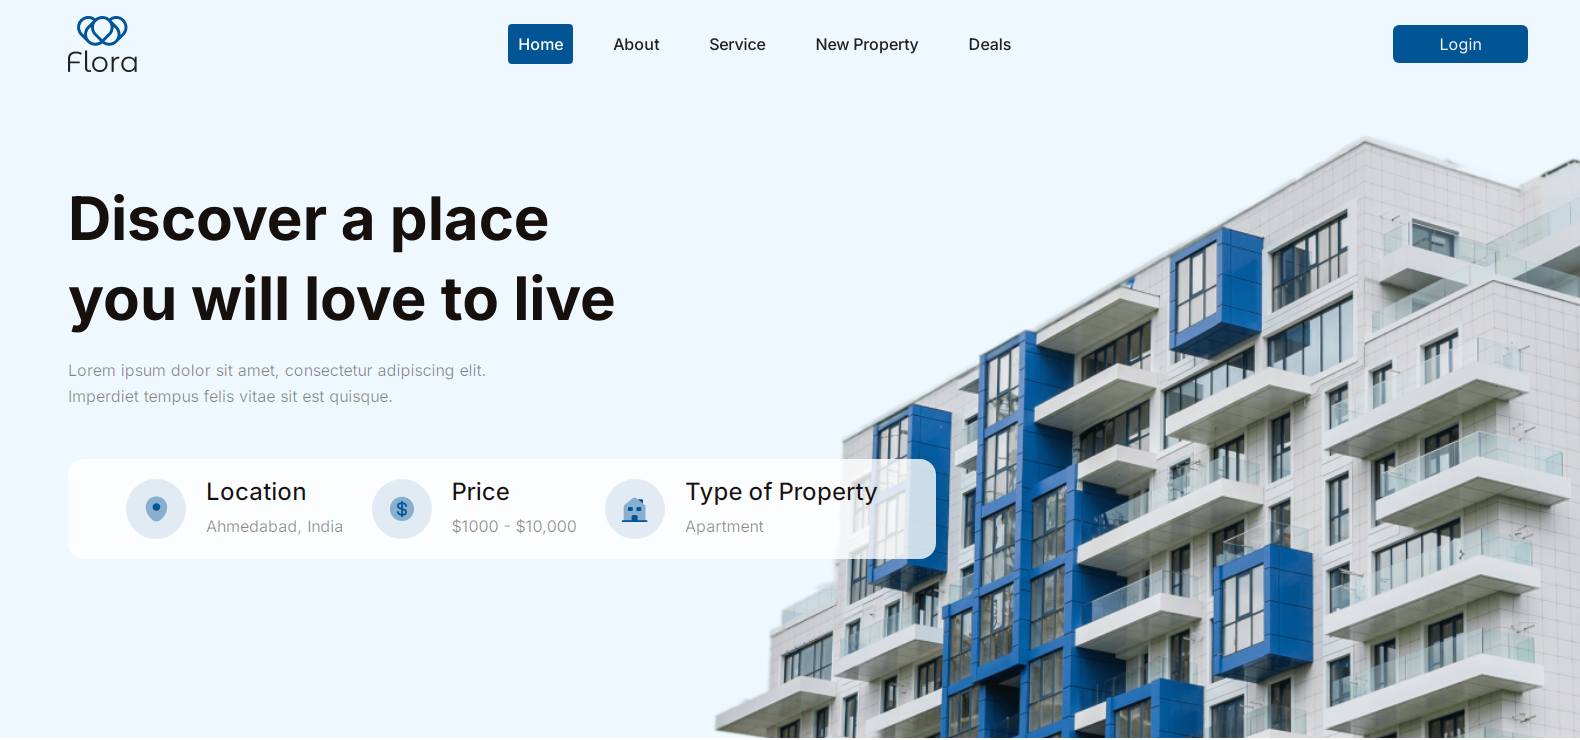 Flora
Home About Service New Property Deals
Login
Discover a place
you will love to live
Lorem ipsum dolor sit amet, consectetur adipiscing elit.
Imperdiet tempus felis vitae sit est quisque.
Location
Ahmedabad, India
$
Price
$1000 - $10,000
Type of Property
Apartment